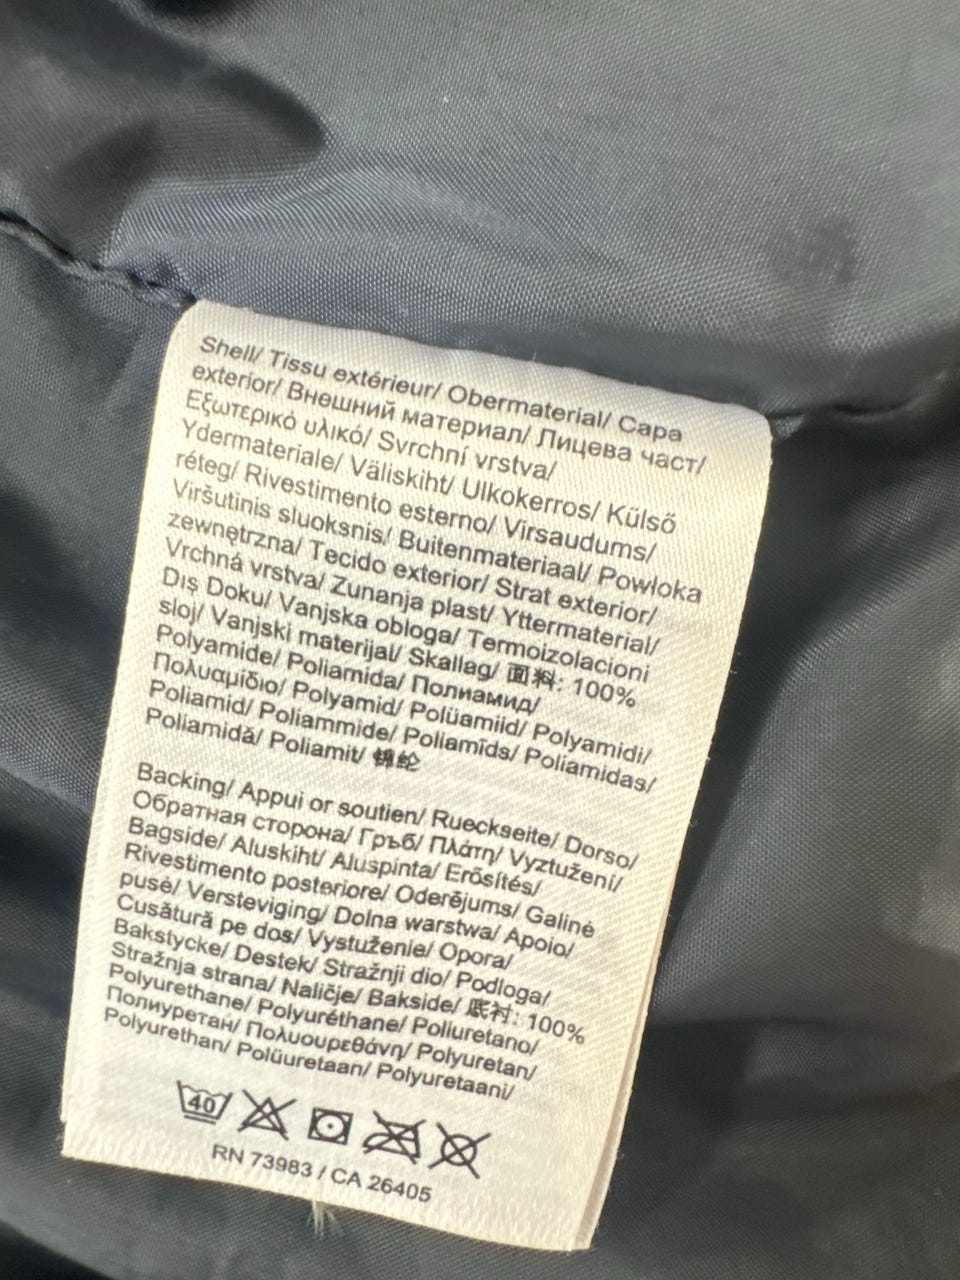 Shell/ Tissu extérieur/ Obermaterial/ Capa
exterior/ Внешний материал/ Лицева част/
Εξωτερικό υλικό/ Svrchní vrstva/
Ydermateriale/ Väliskiht/ Ulkokerros/ Külső
réteg/ Rivestimento esterno/ Virsaudums/
Viršutinis sluoksnis/ Buitenmateriaal/ Powłoka
zewnętrzna/ Tecido exterior/ Strat exterior/
Vrchná vrstva/ Zunanja plast/ Yttermaterial/
Dış Doku/ Vanjska obloga/ Termoizolacioni
sloj/ Vanjski materijal/ Skallag/ 面料: 100%
Polyamide/ Poliamida/ Полиамид/
Πολυαμίδιο/ Polyamid/ Polüamiid/ Polyamidi/
Poliamid/ Poliammide/ Poliamīds/ Poliamidas/
Poliamidă/ Poliamit/ 锦纶
Backing/ Appui or soutien/ Rueckseite/ Dorso/
Обратная сторона/ Гръб/ Πλάτη/ Vyztužení/
Bagside/ Aluskiht/ Aluspinta/ Erősítés/
Rivestimento posteriore/ Oderējums/ Galinė
pusė/ Versteviging/ Dolna warstwa/ Apoio/
Cusătură pe dos/ Vystuženie/ Opora/
Bakstycke/ Destek/ Stražnji dio/ Podloga/
Stražnja strana/ Naličje/ Bakside/ 底衬: 100%
Polyurethane/ Polyuréthane/ Poliuretano/
Полиуретан/ Πολυουρεθάνη/ Polyuretan/
Polyurethan/ Polüuretaan/ Polyuretaani/
40
RN 73983 / CA 26405